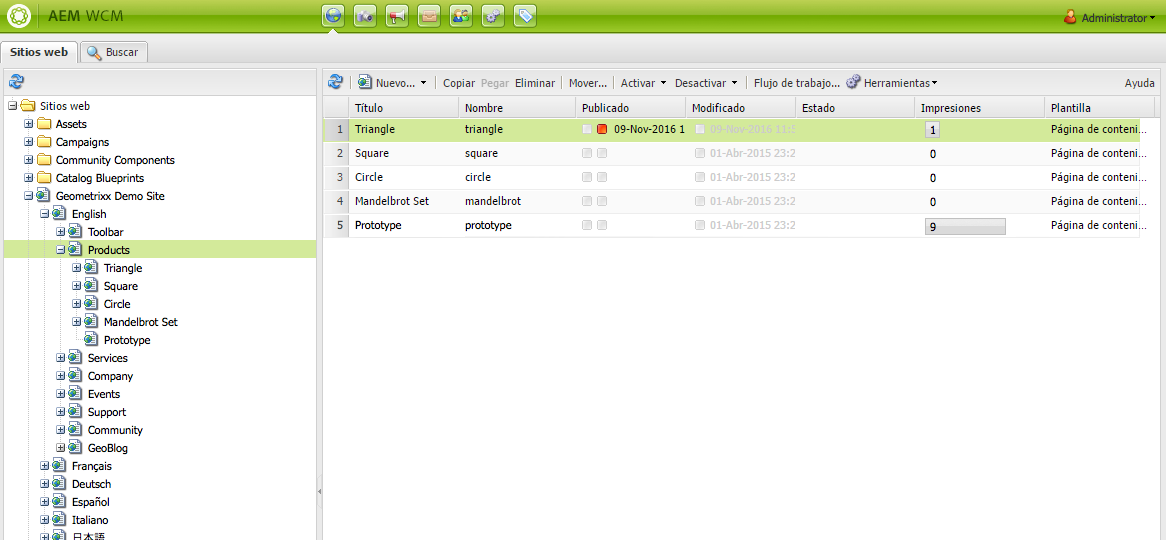 AEM WCM
Administrator
Sitios web
Buscar
Nuevo... Copiar Pegar Eliminar Mover... Activar Desactivar Flujo de trabajo... Herramientas Ayuda
Sitios web
Assets
Campaigns
Community Components
Catalog Blueprints
Geometrixx Demo Site
English
Toolbar
Products
Triangle
Square
Circle
Mandelbrot Set
Prototype
Services
Company
Events
Support
Community
GeoBlog
Français
Deutsch
Español
Italiano
日本語
Título Nombre Publicado Modificado Estado Impresiones Plantilla
1 Triangle triangle 09-Nov-2016 1 09-Nov-2016 11: 1 Página de conteni...
2 Square square 01-Abr-2015 23:2 0 Página de conteni...
3 Circle circle 01-Abr-2015 23:2 0 Página de conteni...
4 Mandelbrot Set mandelbrot 01-Abr-2015 23:2 0 Página de conteni...
5 Prototype prototype 01-Abr-2015 23:2 9 Página de conteni...